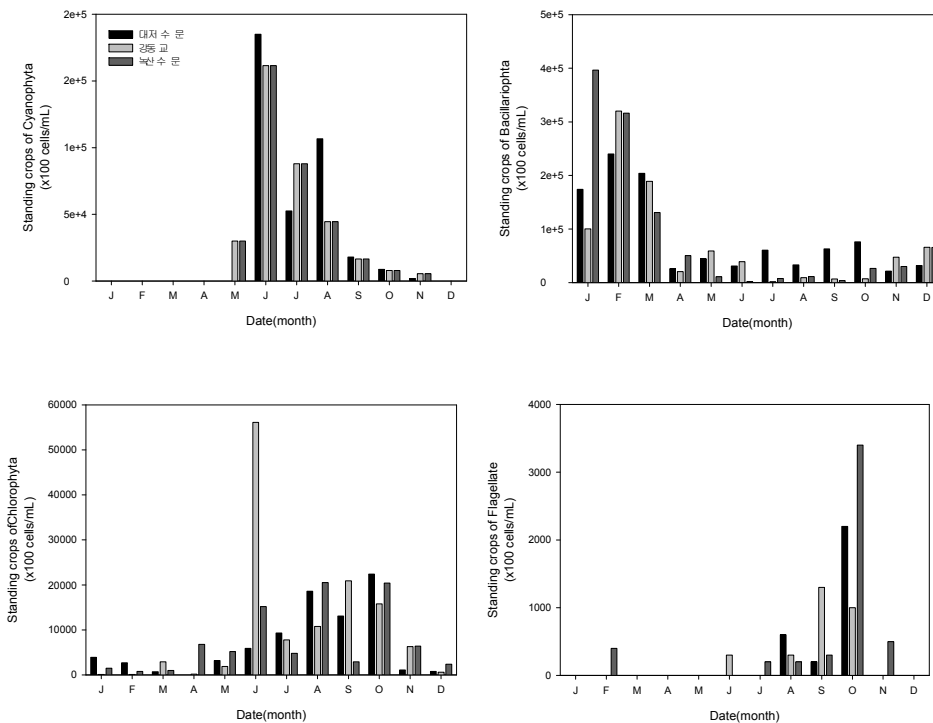 2e+5
2e+5
1e+5
5e+4
0
Standing crops of Cyanophyta
(x100 cells/mL)
대저 수 문
강동 교
녹산 수 문
J F M A M J J A S O N D
Date(month)
5e+5
4e+5
3e+5
2e+5
1e+5
0
Standing crops of Bacillariophta
(x100 cells/mL)
J F M A M J J A S O N D
Date(month)
60000
50000
40000
30000
20000
10000
0
Standing crops ofChlorophyta
(x100 cells/mL)
J F M A M J J A S O N D
Date(month)
4000
3000
2000
1000
0
Standing crops of Flagellate
(x100 cells/mL)
J F M A M J J A S O N D
Date(month)